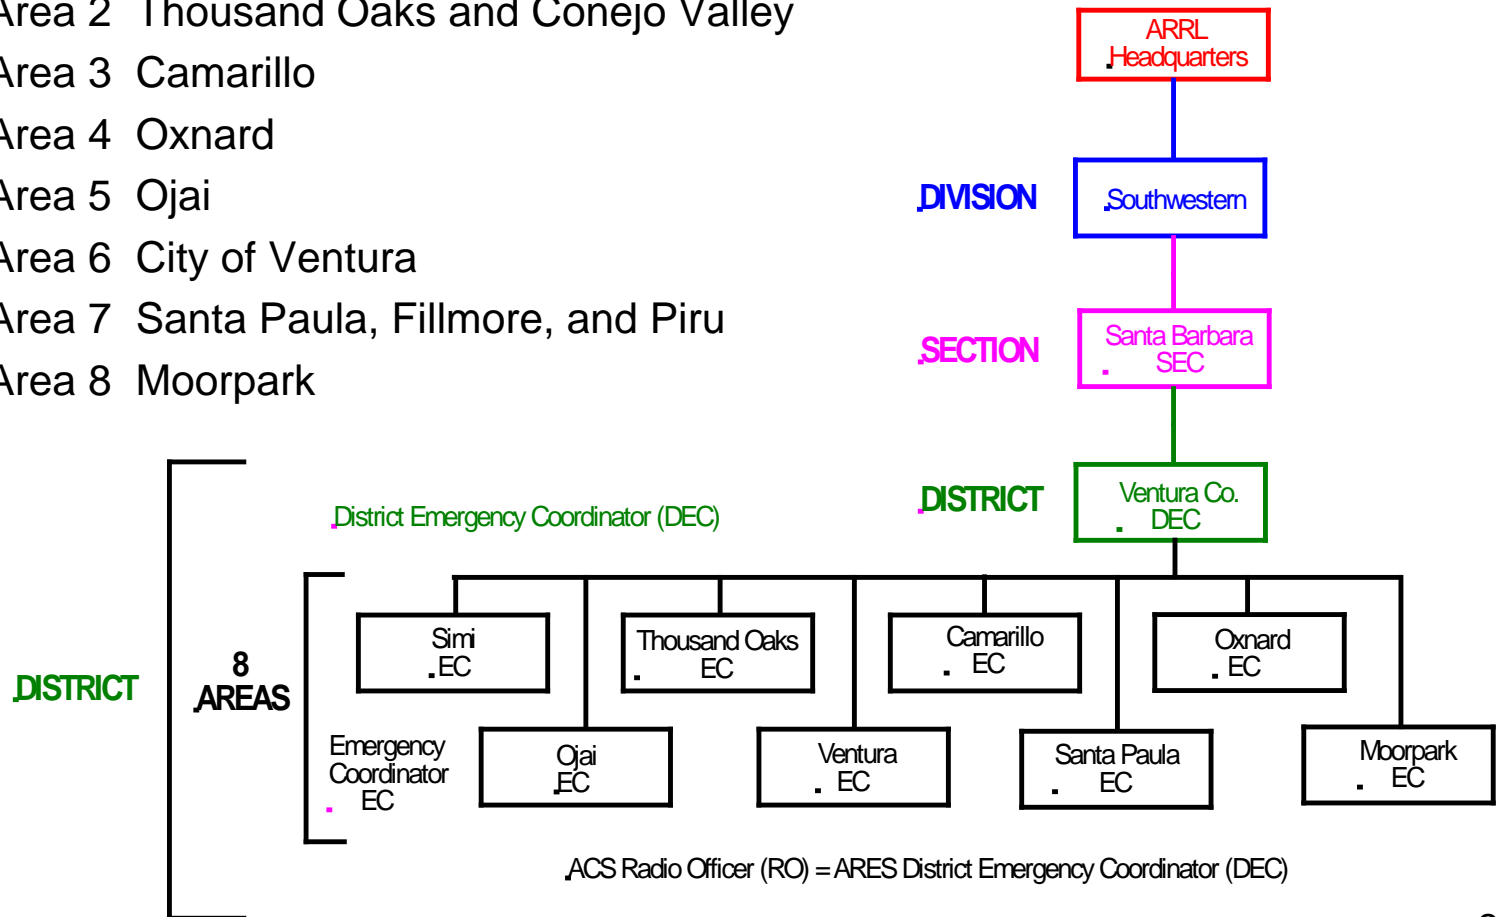 Area 2 Thousand Oaks and Conejo Valley
Area 3 Camarillo
Area 4 Oxnard
Area 5 Ojai
Area 6 City of Ventura
Area 7 Santa Paula, Fillmore, and Piru
Area 8 Moorpark
ARRL
Headquarters
DIVISION
Southwestern
SECTION
Santa Barbara
SEC
DISTRICT
Ventura Co.
DEC
District Emergency Coordinator (DEC)
DISTRICT
8
AREAS
Emergency
Coordinator
EC
Simi
EC
Thousand Oaks
EC
Camarillo
EC
Oxnard
EC
Ojai
EC
Ventura
EC
Santa Paula
EC
Moorpark
EC
ACS Radio Officer (RO) = ARES District Emergency Coordinator (DEC)